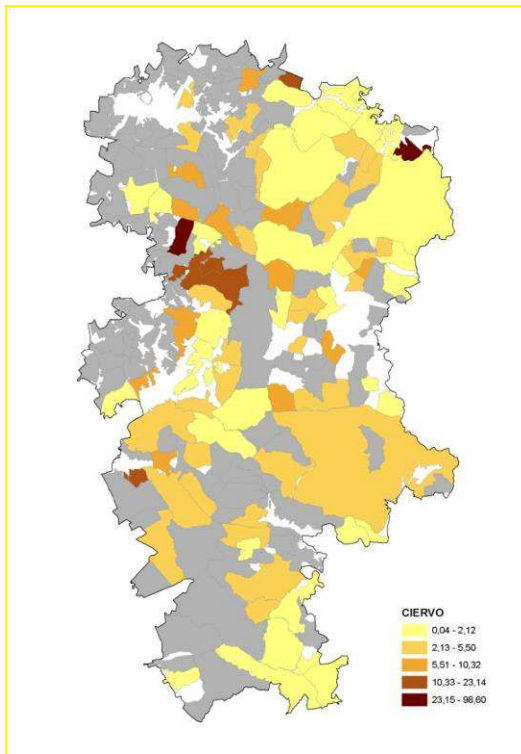 CIERVO
0,04 - 2,12
2,13 - 5,50
5,51 - 10,32
10,33 - 23,14
23,15 - 98,60